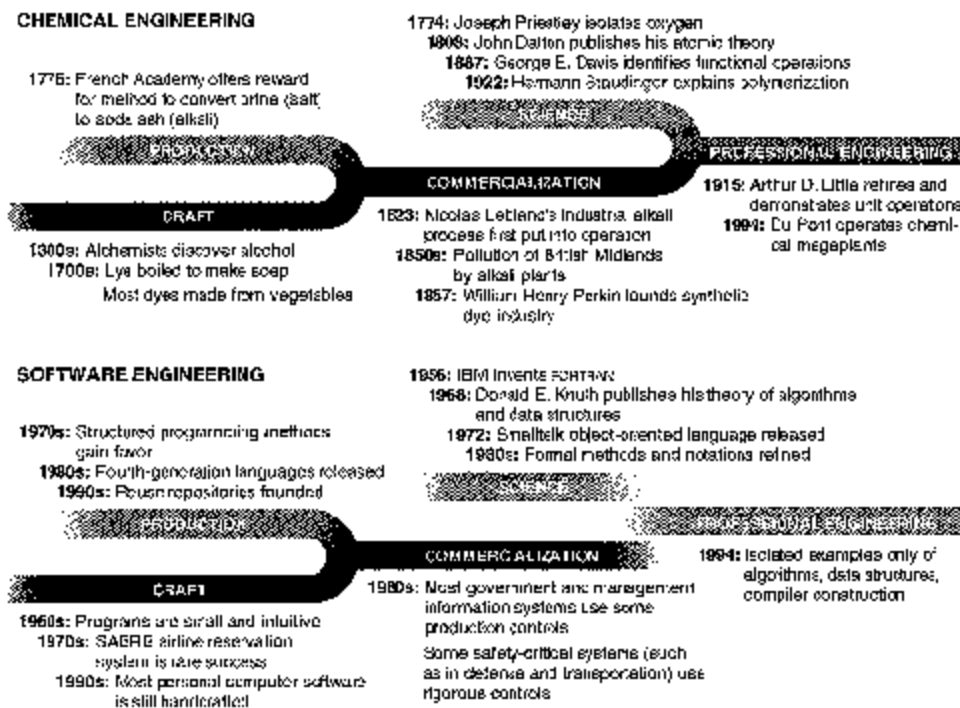 CHEMICAL ENGINEERING
1774: Joseph Priestley isolates oxygen
1808: John Dalton publishes his atomic theory
1887: George E. Davis identifies functional operations
1922: Hermann Staudinger explains polymerization
1775: French Academy offers reward
for method to convert brine (salt)
to soda ash (alkali)
SCIENCE
PRODUCTION
PROFESSIONAL ENGINEERING
COMMERCIALIZATION
CRAFT
1915: Arthur D. Little refines and
demonstrates unit operations
1994: Du Pont operates chemi-
cal megaplants
1823: Nicolas Leblanc's industrial alkali
process first put into operation
1850s: Pollution of British Midlands
by alkali plants
1857: William Henry Perkin founds synthetic
dye industry
1300s: Alchemists discover alcohol
1700s: Lye boiled to make soap
Most dyes made from vegetables
SOFTWARE ENGINEERING
1956: IBM invents FORTRAN
1968: Donald E. Knuth publishes his theory of algorithms
and data structures
1972: Smalltalk object-oriented language released
1980s: Formal methods and notations refined
1970s: Structured programming methods
gain favor
1980s: Fourth-generation languages released
1990s: Reuse repositories founded
SCIENCE
PRODUCTION
PROFESSIONAL ENGINEERING
COMMERCIALIZATION
CRAFT
1994: Isolated examples only of
algorithms, data structures,
compiler construction
1980s: Most government and management
information systems use some
production controls
Some safety-critical systems (such
as in defense and transportation) use
rigorous controls
1960s: Programs are small and intuitive
1970s: SABRE airline reservation
system is rare success
1990s: Most personal computer software
is still handcrafted